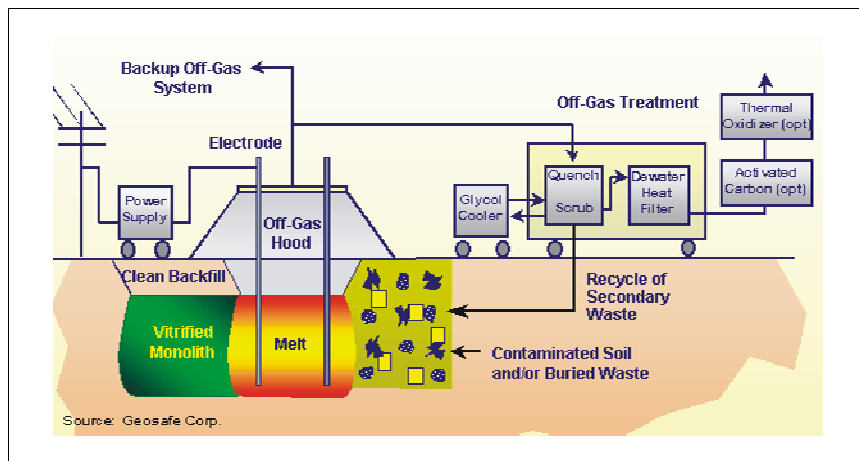 Backup Off-Gas
System
Off-Gas Treatment
Thermal
Oxidizer (opt)
Electrode
Power
Supply
Off-Gas
Hood
Glycol
Cooler
Quench
Scrub
Dewater
Heat
Filter
Activated
Carbon (opt)
Clean Backfill
Recycle of
Secondary
Waste
Vitrified
Monolith
Melt
Contaminated Soil
and/or Buried Waste
Source: Geosafe Corp.